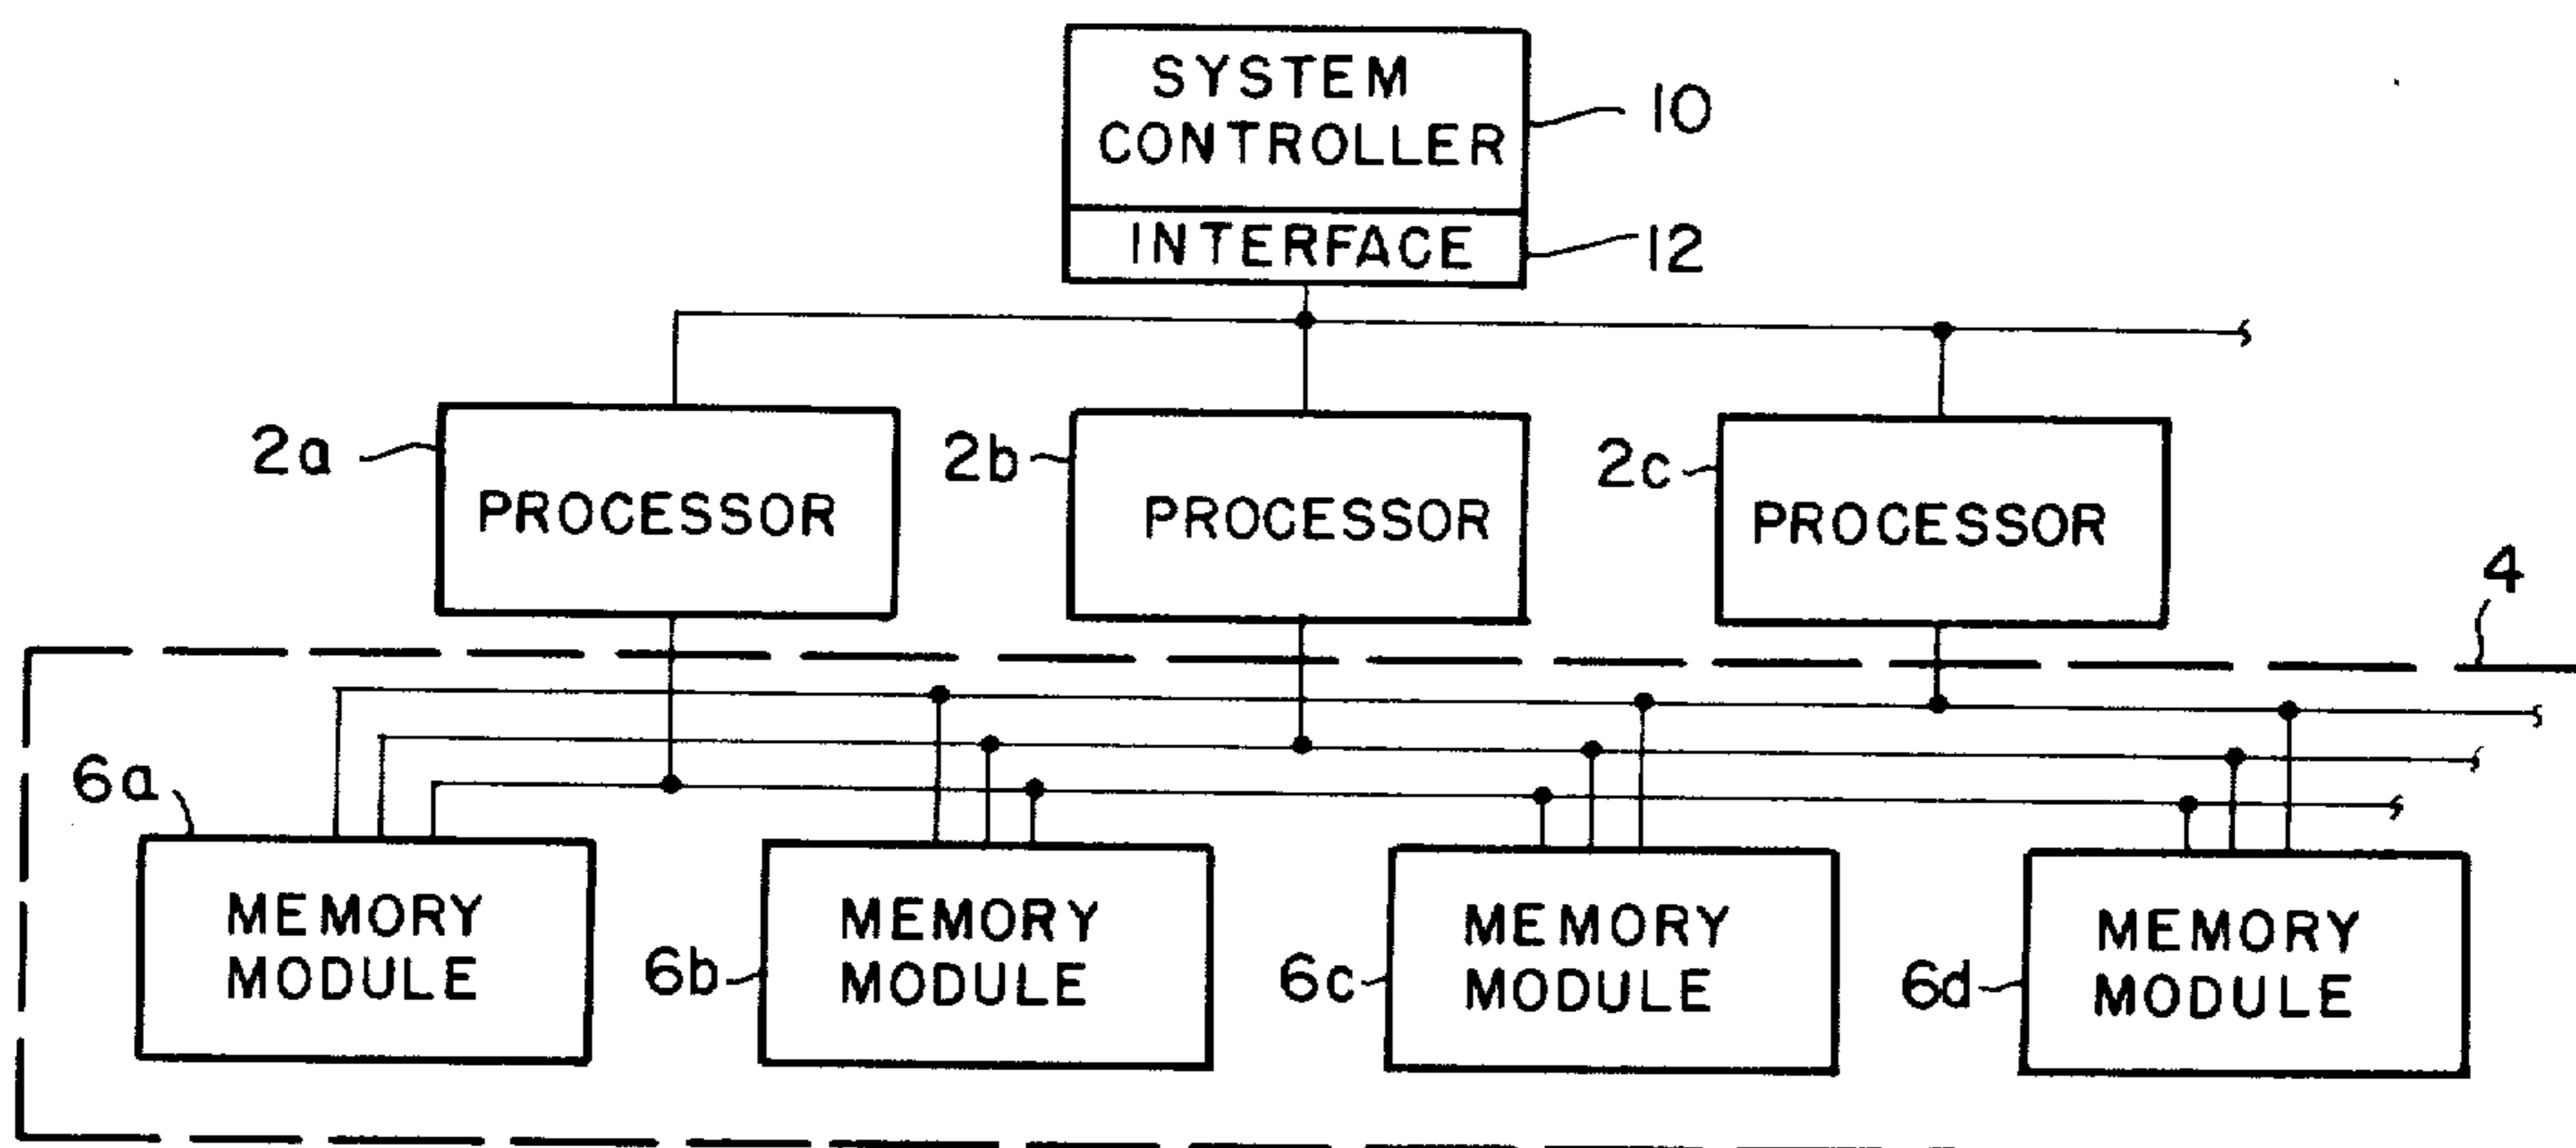 SYSTEM
CONTROLLER
10
INTERFACE
12
2a
PROCESSOR
2b
PROCESSOR
2c
PROCESSOR
4
6a
MEMORY
MODULE
6b
MEMORY
MODULE
6c
MEMORY
MODULE
6d
MEMORY
MODULE